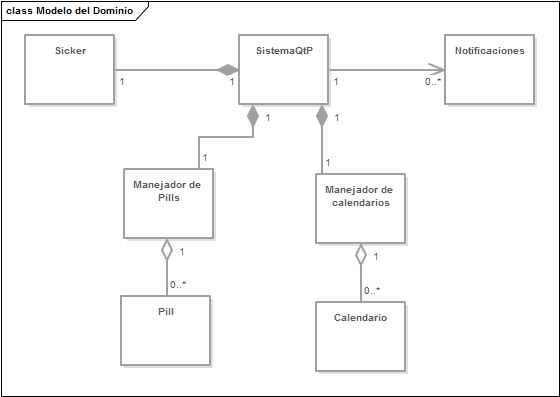 class Modelo del Dominio
Sicker
SistemaQtP
Notificaciones
1
1
1
0..*
1
1
1
1
Manejador de
Pills
Manejador de
calendarios
1
1
0..*
0..*
Pill
Calendario